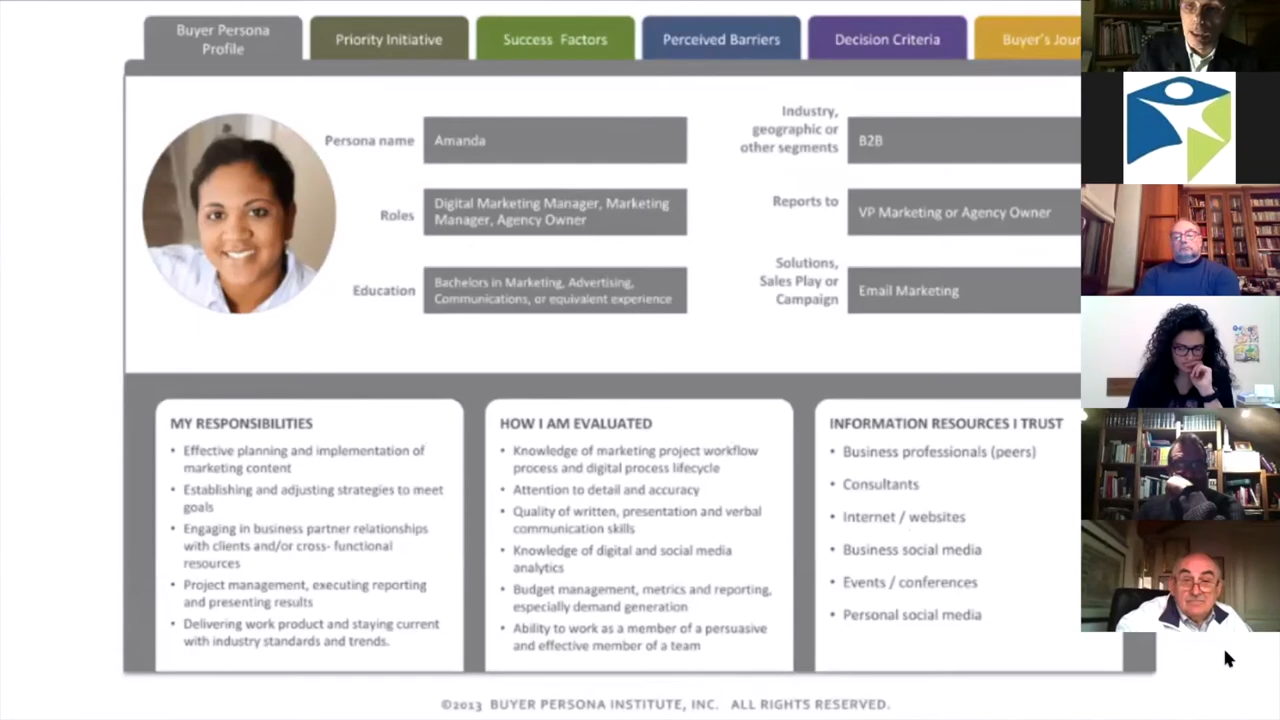 Buyer Persona
Profile
Priority Initiative
Success Factors
Perceived Barriers
Decision Criteria
Buyer's Jour
Persona name
Amanda
Industry,
geographic or
other segments
B2B
Roles
Digital Marketing Manager, Marketing
Manager, Agency Owner
Reports to
VP Marketing or Agency Owner
Education
Bachelors in Marketing, Advertising,
Communications, or equivalent experience
Solutions,
Sales Play or
Campaign
Email Marketing
MY RESPONSIBILITIES
• Effective planning and implementation of
marketing content
• Establishing and adjusting strategies to meet
goals
• Engaging in business partner relationships
with clients and/or cross- functional
resources
• Project management, executing reporting
and presenting results
• Delivering work product and staying current
with industry standards and trends.
HOW I AM EVALUATED
• Knowledge of marketing project workflow
process and digital process lifecycle
• Attention to detail and accuracy
• Quality of written, presentation and verbal
communication skills
• Knowledge of digital and social media
analytics
• Budget management, metrics and reporting,
especially demand generation
• Ability to work as a member of a persuasive
and effective member of a team
INFORMATION RESOURCES I TRUST
• Business professionals (peers)
• Consultants
• Internet / websites
• Business social media
• Events / conferences
• Personal social media
©2013 BUYER PERSONA INSTITUTE, INC. ALL RIGHTS RESERVED.